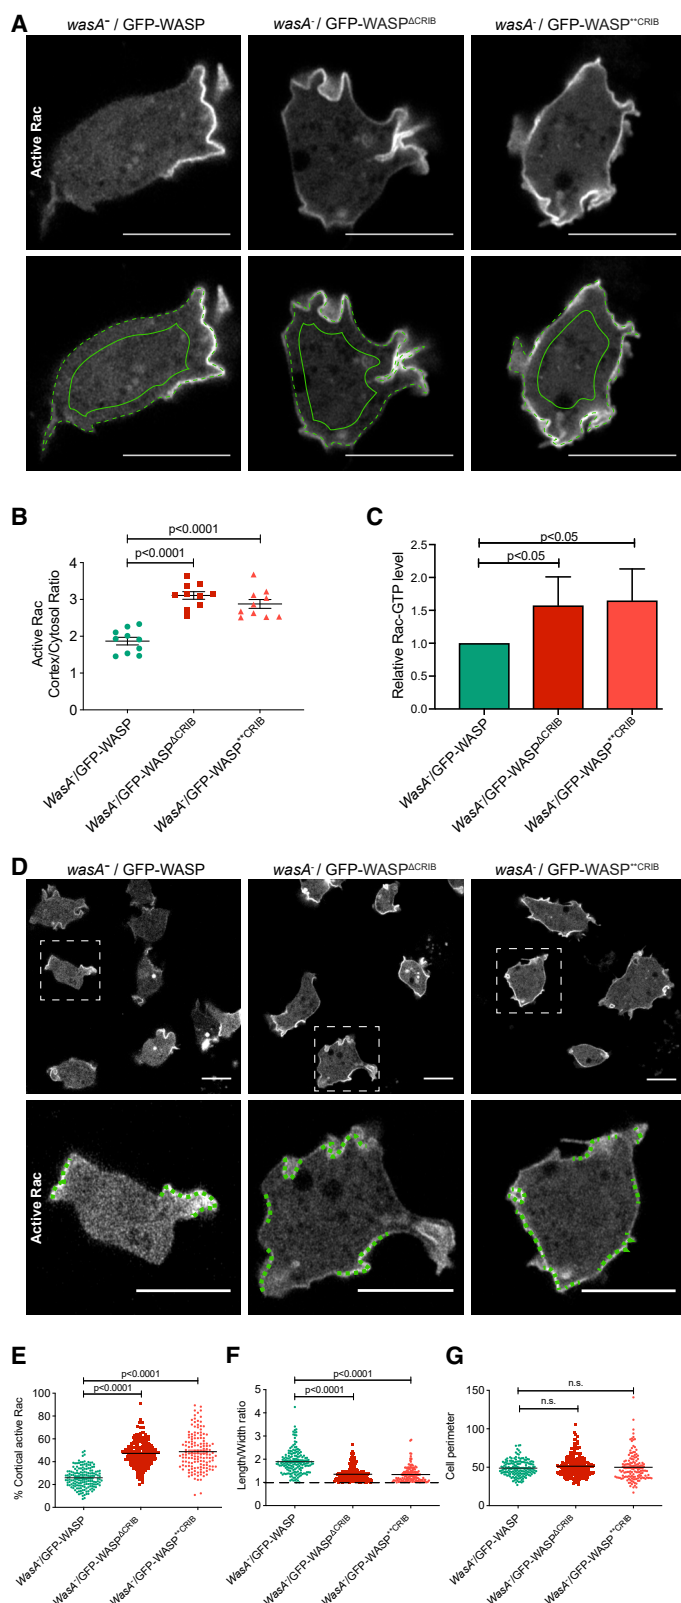 A
wasA- / GFP-WASP
wasA- / GFP-WASPΔCRIB
wasA- / GFP-WASP**CRIB
Active Rac
B
p<0.0001
p<0.0001
Active Rac
Cortex/Cytosol Ratio
4
3
2
1
0
WasA-/GFP-WASP
WasA-/GFP-WASPΔCRIB
WasA-/GFP-WASP**CRIB
C
p<0.05
p<0.05
Relative Rac-GTP level
2.5
2.0
1.5
1.0
0.5
0.0
WasA-/GFP-WASP
WasA-/GFP-WASPΔCRIB
WasA-/GFP-WASP**CRIB
D
wasA- / GFP-WASP
wasA- / GFP-WASPΔCRIB
wasA- / GFP-WASP**CRIB
Active Rac
E
p<0.0001
p<0.0001
% Cortical active Rac
100
80
60
40
20
0
WasA-/GFP-WASP
WasA-/GFP-WASPΔCRIB
WasA-/GFP-WASP**CRIB
F
p<0.0001
p<0.0001
Length/Width ratio
5
4
3
2
1
0
WasA-/GFP-WASP
WasA-/GFP-WASPΔCRIB
WasA-/GFP-WASP**CRIB
G
n.s.
n.s.
Cell perimeter
150
100
50
0
WasA-/GFP-WASP
WasA-/GFP-WASPΔCRIB
WasA-/GFP-WASP**CRIB